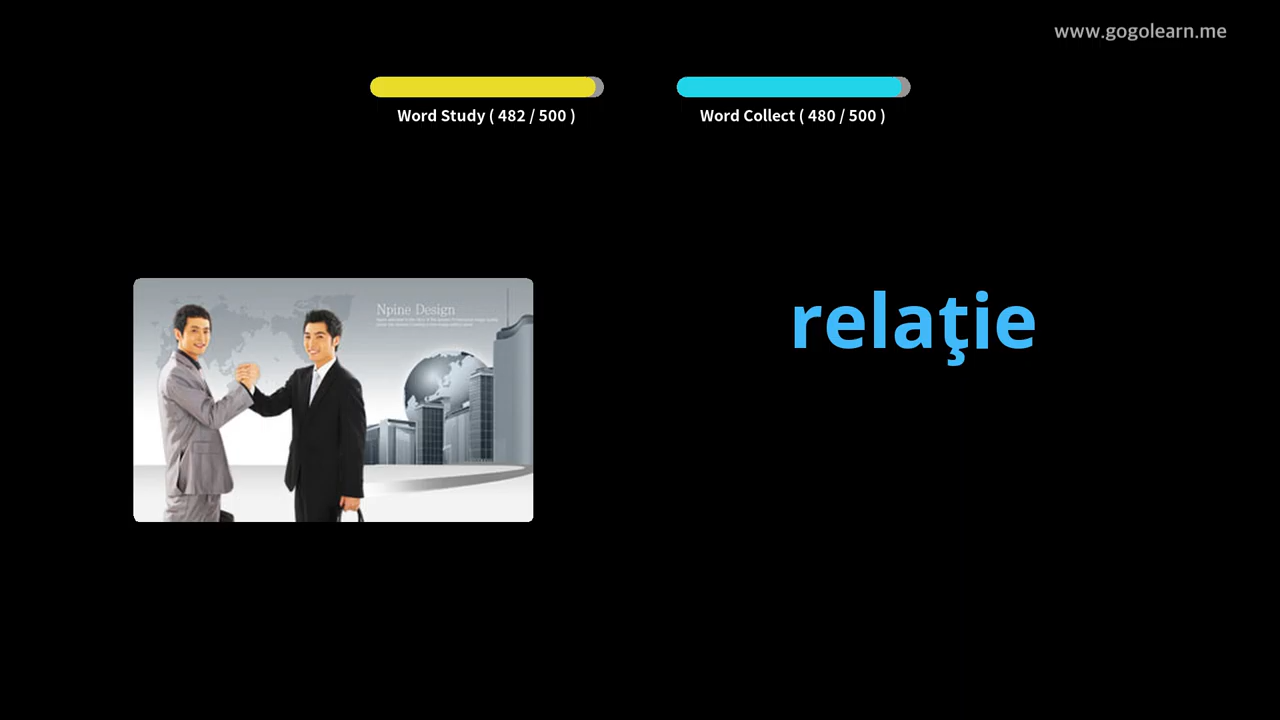 www.gogolearn.me
Word Study ( 482 / 500 )
Word Collect ( 480 / 500 )
Npine Design
relaţie